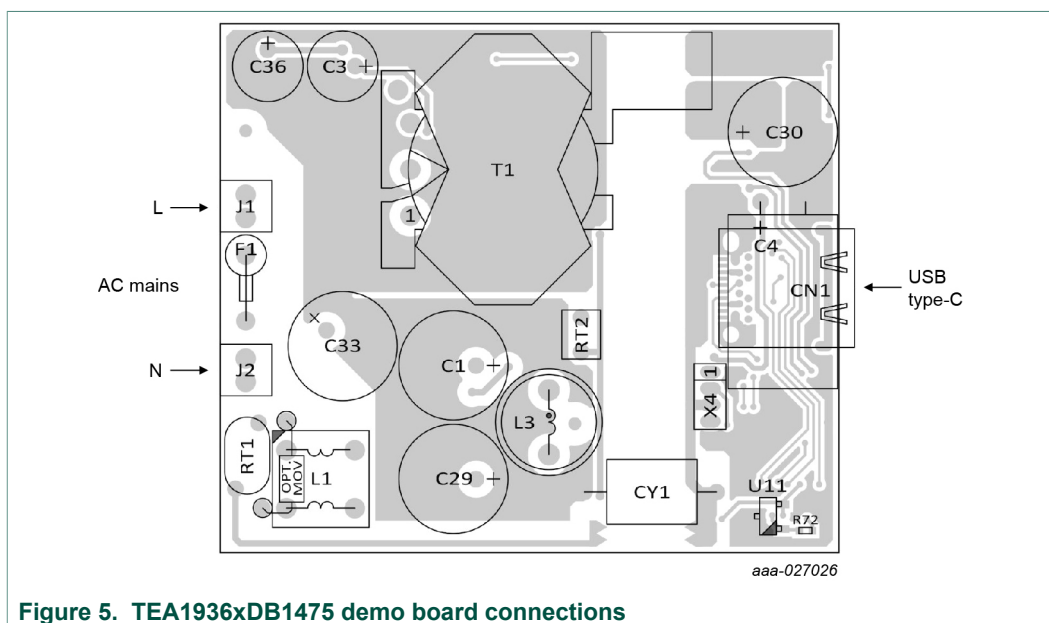 C36
C3
+
+
C30
+
T1
L
J1
1
F1
C4
+
AC mains
CN1
USB
type-C
C33
×
RT2
C1
+
N
J2
1
X4
L3
RT1
OPT.
MOV
L1
C29
+
CY1
U11
R72
aaa-027026
Figure 5. TEA1936xDB1475 demo board connections